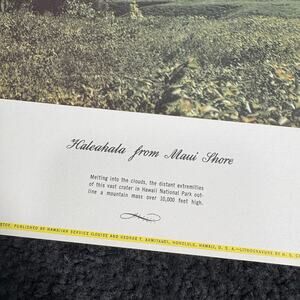 Haleahala from Maui Shore
Melting into the clouds, the distant extremities
of this vast crater in Hawaii National Park out-
line a mountain mass over 10,000 feet high.
PUBLISHED BY HAWAIIAN SERVICE (LOUISE AND GEORGE T. ARMITAGE), HONOLULU, HAWAII, U. S. A.—LITHOGRAPHED BY H. S.